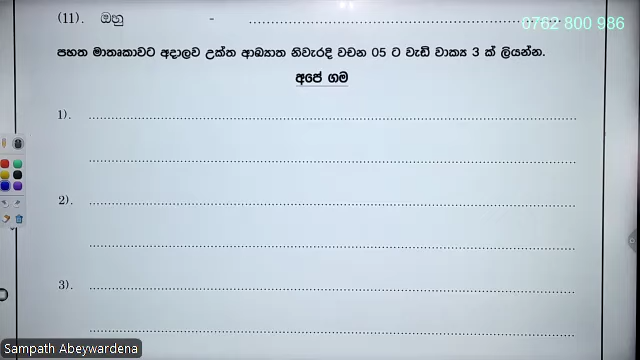 (11). ඔහු - ........................................................
0762 800 986
පහත මාතෘකාවට අදාලව උක්ත ආඛ්‍යාත නිවැරදි වචන 05 ට වැඩි වාක්‍ය 3 ක් ලියන්න.
අපේ ගම
1). ........................................................
........................................................
2). ........................................................
........................................................
3). ........................................................
........................................................
Sampath Abeywardena